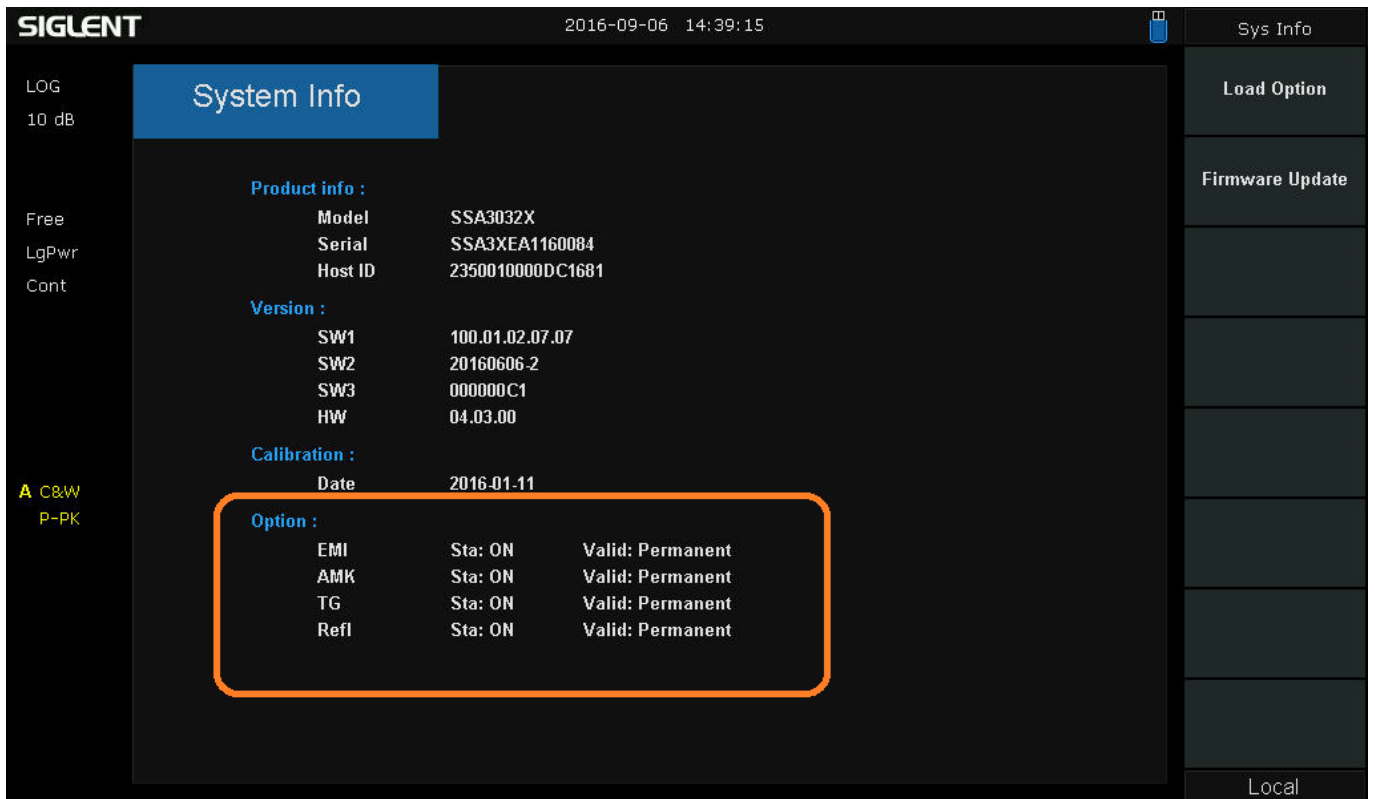 SIGLENT 2016-09-06 14:39:15 Sys Info
LOG
10 dB
Free
LgPwr
Cont
A C&W
P-PK
System Info
Product info :
Model SSA3032X
Serial SSA3XEA1160084
Host ID 2350010000DC1681
Version :
SW1 100.01.02.07.07
SW2 20160606-2
SW3 000000C1
HW 04.03.00
Calibration :
Date 2016-01-11
Option :
EMI Sta: ON Valid: Permanent
AMK Sta: ON Valid: Permanent
TG Sta: ON Valid: Permanent
Refl Sta: ON Valid: Permanent
Load Option
Firmware Update
Local